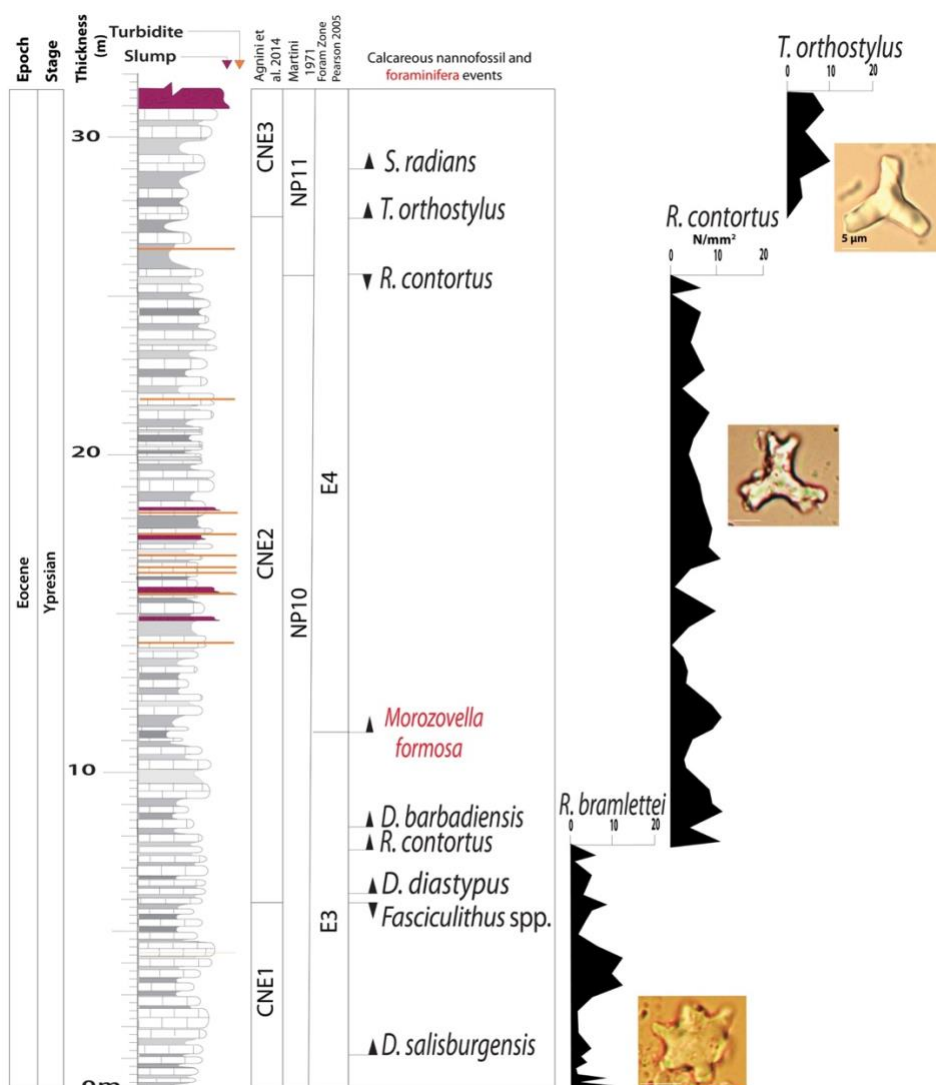 Epoch
Stage
Thickness
(m)
Turbidite
Slump
Agnini et
al. 2014
Martini
1971
Foram Zone
Pearson 2005
Calcareous nannofossil and
foraminifera events
T. orthostylus
0 10 20
30
CNE3
NP11
S. radians
T. orthostylus
5 µm
R. contortus
N/mm²
0 10 20
R. contortus
20
E4
CNE2
Eocene
Ypresian
NP10
Morozovella
formosa
10
R. bramlettei
0 10 20
D. barbadiensis
R. contortus
D. diastypus
Fasciculithus spp.
E3
CNE1
D. salisburgensis
0m